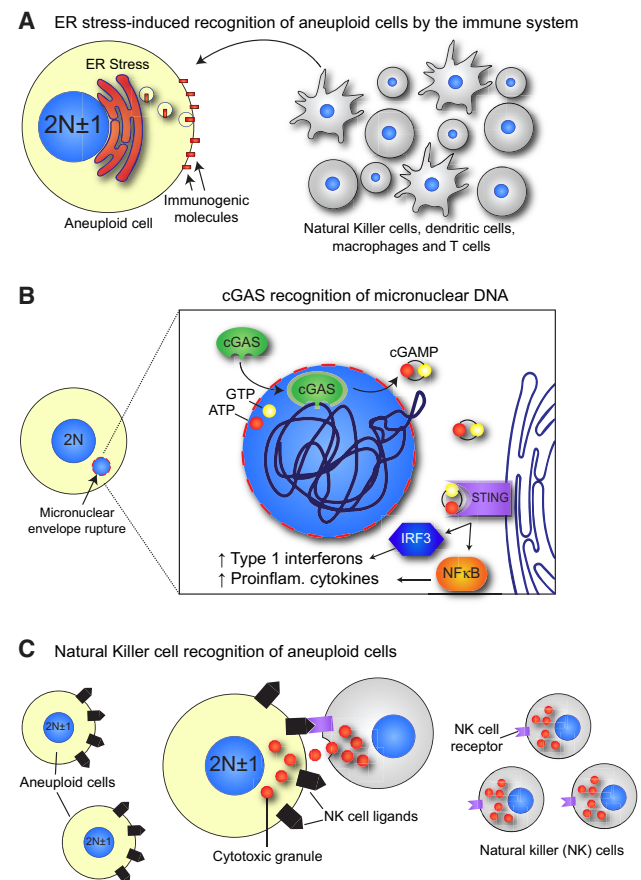 A ER stress-induced recognition of aneuploid cells by the immune system
ER Stress
2N±1
Immunogenic
molecules
Aneuploid cell
Natural Killer cells, dendritic cells,
macrophages and T cells
B
cGAS recognition of micronuclear DNA
cGAS
cGAMP
cGAS
GTP
ATP
2N
STING
Micronuclear
envelope rupture
IRF3
↑ Type 1 interferons
↑ Proinflam. cytokines
NFκB
C Natural Killer cell recognition of aneuploid cells
2N±1
2N±1
NK cell
receptor
Aneuploid cells
NK cell ligands
2N±1
Cytotoxic granule
Natural killer (NK) cells